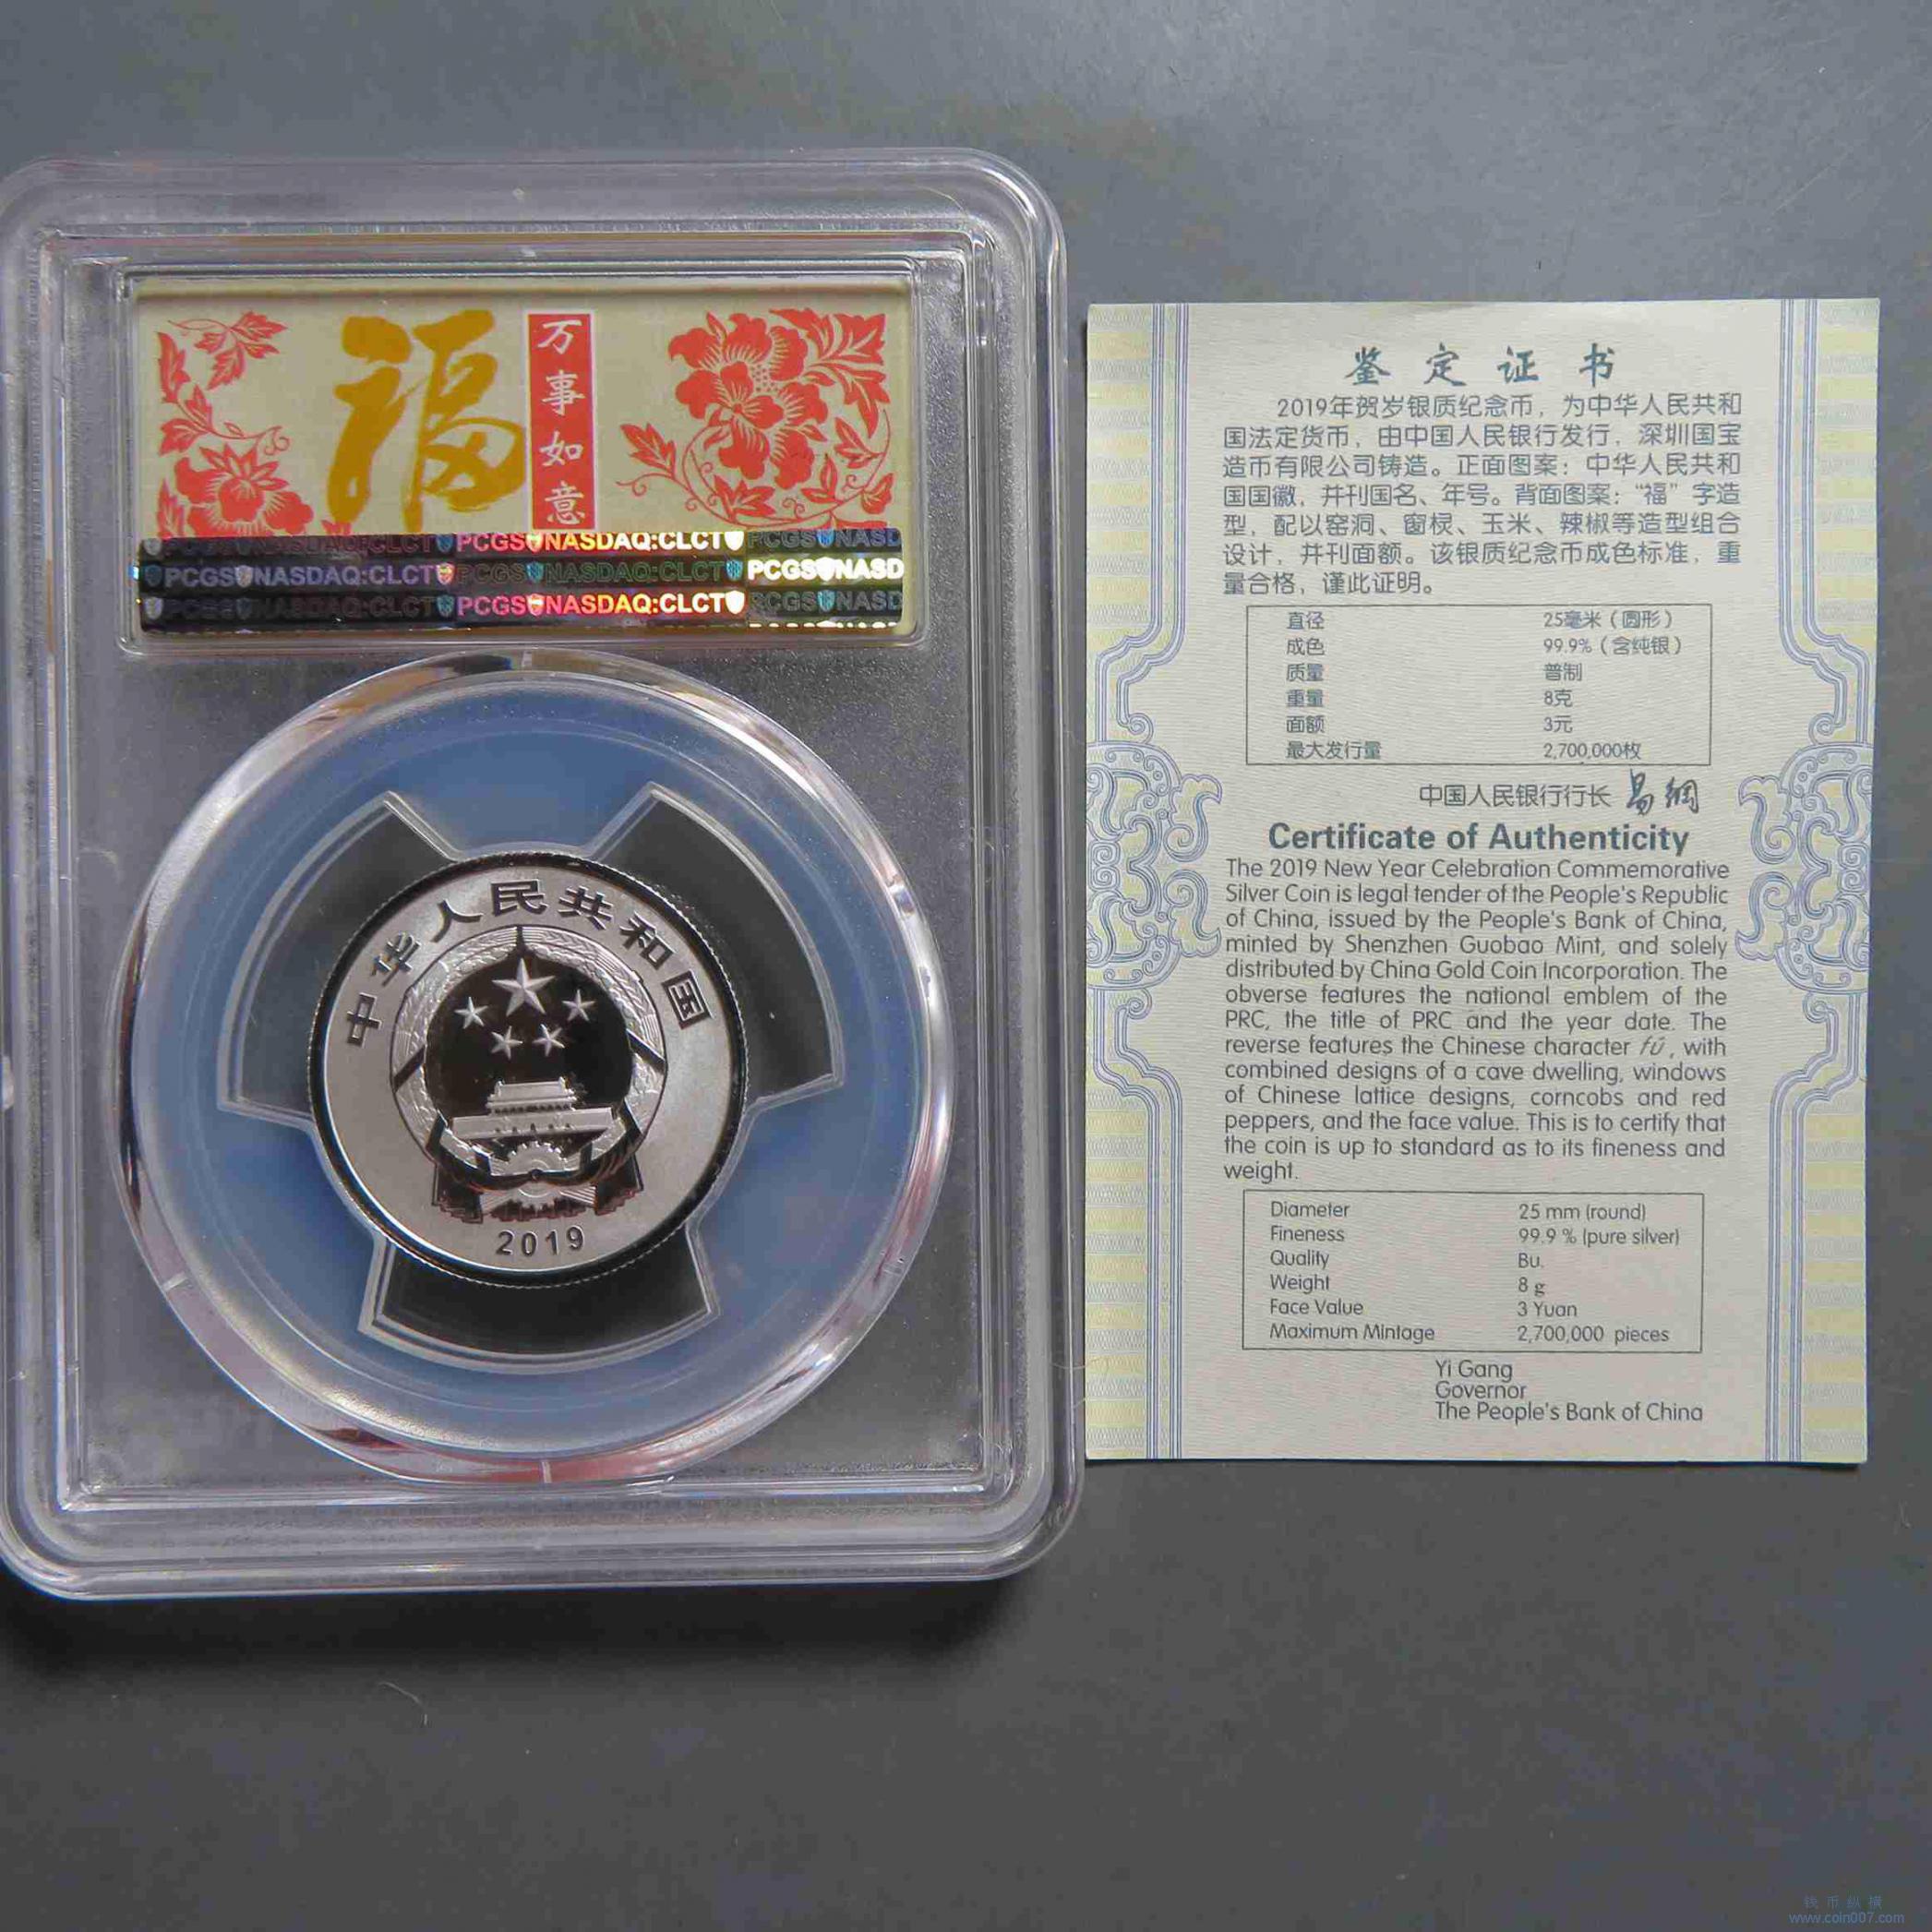 福
万事如意
PCGS NASDAQ:CLCT PCGS NASDAQ:CLCT PCGS NASD
PCGS NASDAQ:CLCT PCGS NASDAQ:CLCT PCGS NASD
PCGS NASDAQ:CLCT PCGS NASDAQ:CLCT PCGS NASD
中华人民共和国
2019
鉴定证书
2019年贺岁银质纪念币，为中华人民共和
国法定货币，由中国人民银行发行，深圳国宝
造币有限公司铸造。正面图案：中华人民共和
国国徽，并刊国名、年号。背面图案：“福”字造
型，配以窑洞、窗棂、玉米、辣椒等造型组合
设计，并刊面额。该银质纪念币成色标准，重
量合格，谨此证明。
直径 25毫米（圆形）
成色 99.9%（含纯银）
质量 普制
重量 8克
面额 3元
最大发行量 2,700,000枚
中国人民银行行长 易纲
Certificate of Authenticity
The 2019 New Year Celebration Commemorative
Silver Coin is legal tender of the People's Republic
of China, issued by the People's Bank of China,
minted by Shenzhen Guobao Mint, and solely
distributed by China Gold Coin Incorporation. The
obverse features the national emblem of the
PRC, the title of PRC and the year date. The
reverse features the Chinese character fú, with
combined designs of a cave dwelling, windows
of Chinese lattice designs, corncobs and red
peppers, and the face value. This is to certify that
the coin is up to standard as to its fineness and
weight.
Diameter 25 mm (round)
Fineness 99.9 % (pure silver)
Quality Bu.
Weight 8 g
Face Value 3 Yuan
Maximum Mintage 2,700,000 pieces
Yi Gang
Governor
The People's Bank of China
钱币纵横
www.coin007.com